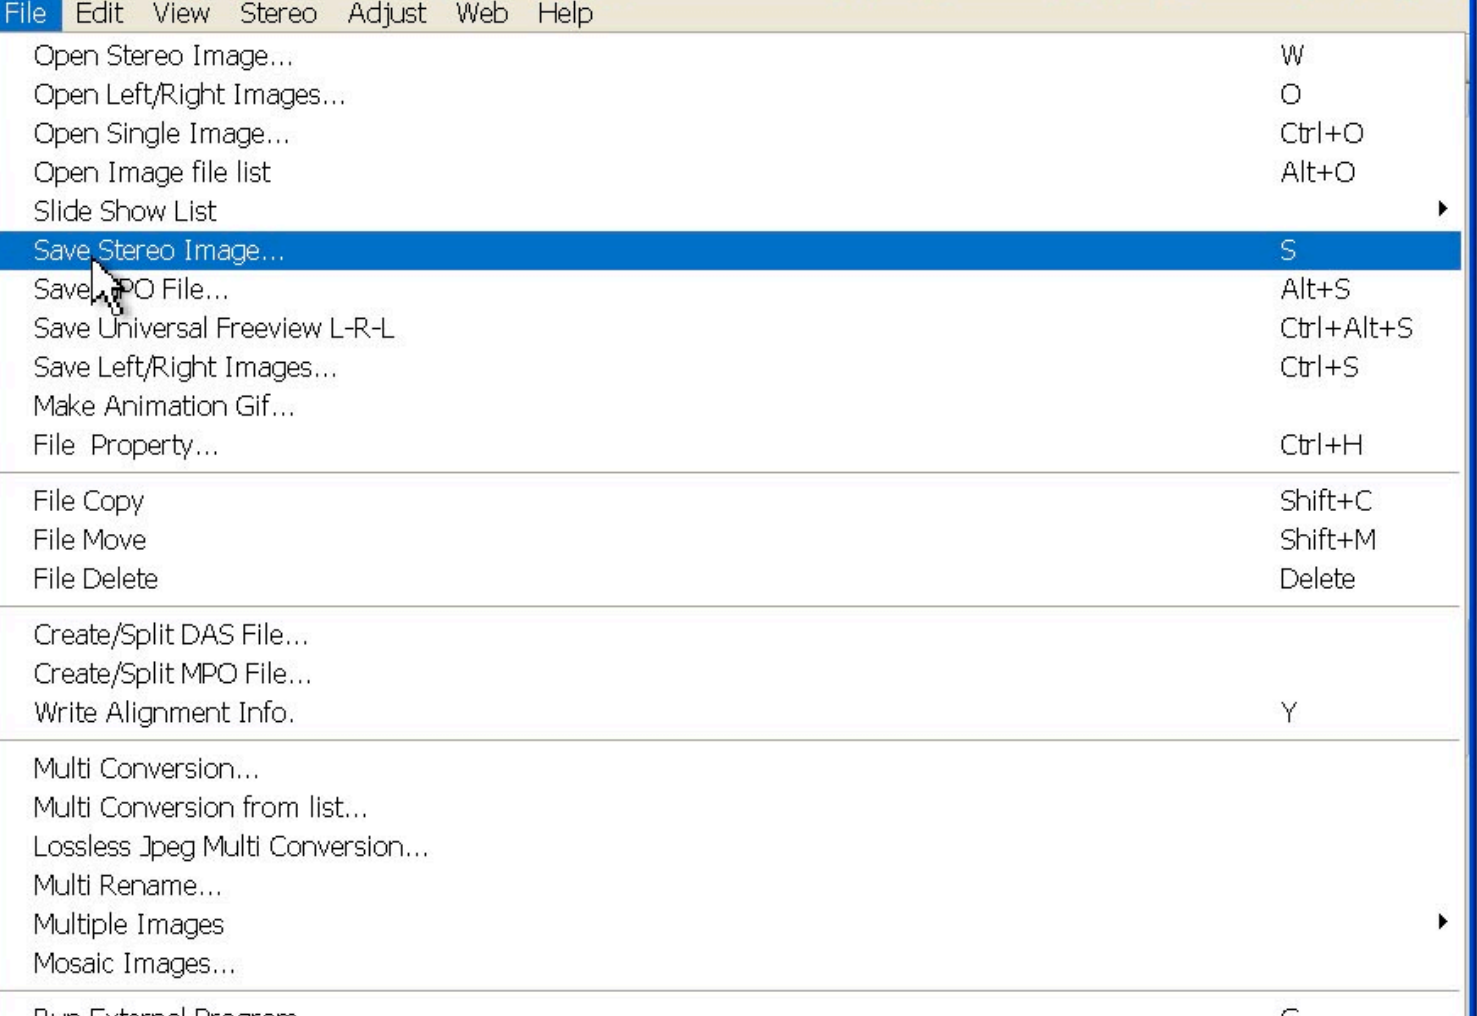 File Edit View Stereo Adjust Web Help
Open Stereo Image... W
Open Left/Right Images... O
Open Single Image... Ctrl+O
Open Image file list Alt+O
Slide Show List
Save Stereo Image... S
Save PO File... Alt+S
Save Universal Freeview L-R-L Ctrl+Alt+S
Save Left/Right Images... Ctrl+S
Make Animation Gif...
File  Property... Ctrl+H
File Copy Shift+C
File Move Shift+M
File Delete Delete
Create/Split DAS File...
Create/Split MPO File...
Write Alignment Info. Y
Multi Conversion...
Multi Conversion from list...
Lossless Jpeg Multi Conversion...
Multi Rename...
Multiple Images
Mosaic Images...
Run External Program